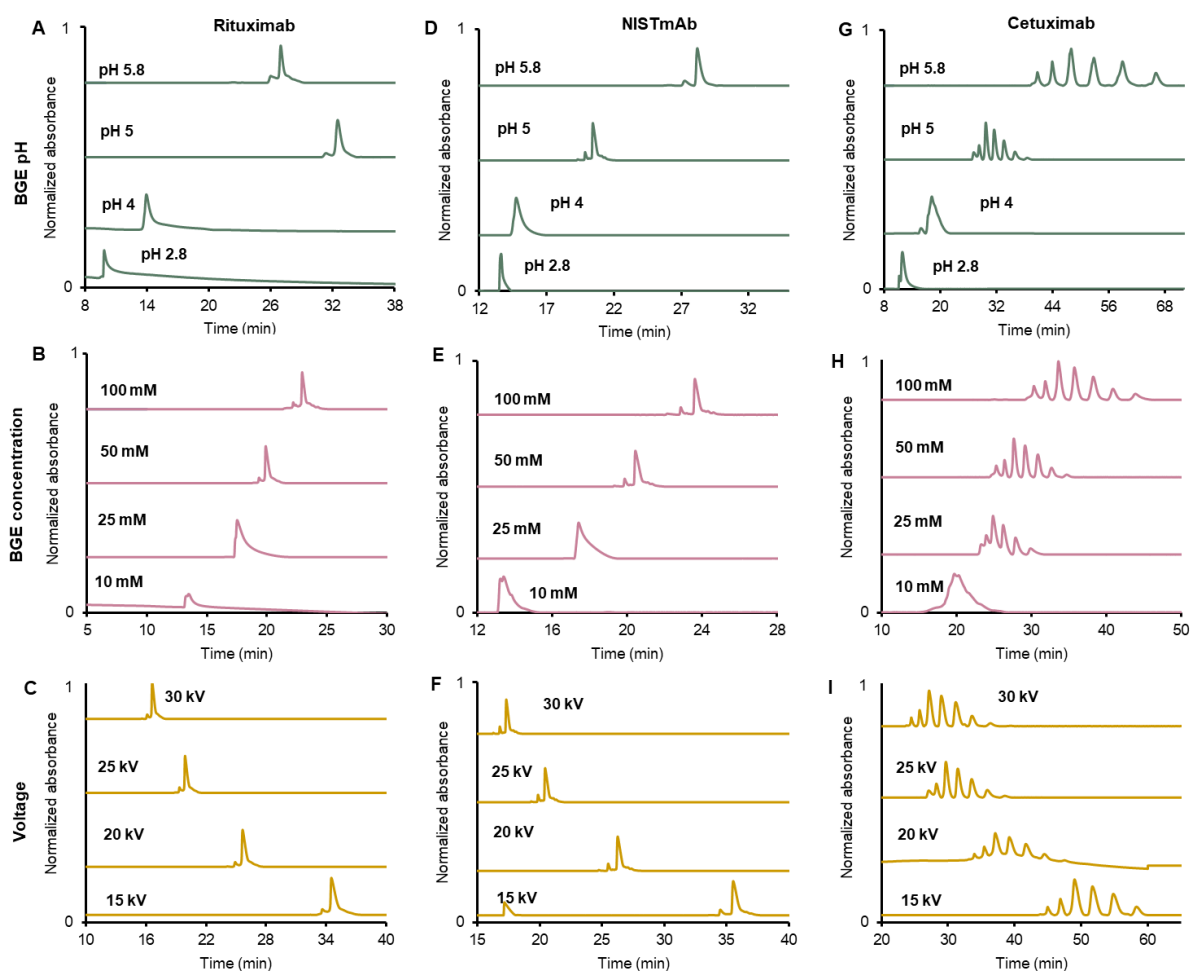 A
Rituximab
1
Normalized absorbance
BGE pH
pH 5.8
pH 5
pH 4
pH 2.8
0
8 14 20 26 32 38
Time (min)
D
NISTmAb
1
Normalized absorbance
pH 5.8
pH 5
pH 4
pH 2.8
0
12 17 22 27 32
Time (min)
G
Cetuximab
1
Normalized absorbance
pH 5.8
pH 5
pH 4
pH 2.8
0
8 20 32 44 56 68
Time (min)
B
1
Normalized absorbance
BGE concentration
100 mM
50 mM
25 mM
10 mM
0
5 10 15 20 25 30
Time (min)
E
1
Normalized absorbance
100 mM
50 mM
25 mM
10 mM
0
12 16 20 24 28
Time (min)
H
1
Normalized absorbance
100 mM
50 mM
25 mM
10 mM
0
10 20 30 40 50
Time (min)
C
1
Normalized absorbance
Voltage
30 kV
25 kV
20 kV
15 kV
0
10 16 22 28 34 40
Time (min)
F
1
Normalized absorbance
30 kV
25 kV
20 kV
15 kV
0
15 20 25 30 35 40
Time (min)
I
1
Normalized absorbance
30 kV
25 kV
20 kV
15 kV
0
20 30 40 50 60
Time (min)